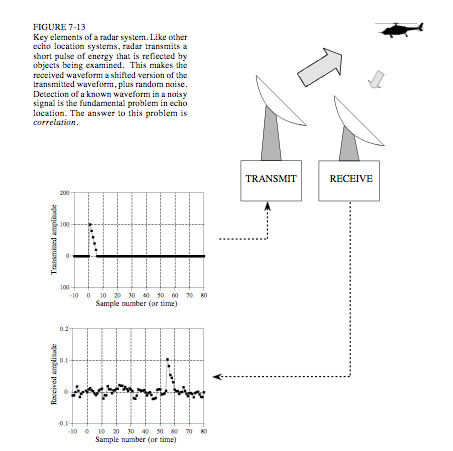 FIGURE 7-13
Key elements of a radar system. Like other
echo location systems, radar transmits a
short pulse of energy that is reflected by
objects being examined. This makes the
received waveform a shifted version of the
transmitted waveform, plus random noise.
Detection of a known waveform in a noisy
signal is the fundamental problem in echo
location. The answer to this problem is
correlation.
TRANSMIT
RECEIVE
200
100
0
100
Transmitted amplitude
-10 0 10 20 30 40 50 60 70 80
Sample number (or time)
0.2
0.1
0
-0.1
Received amplitude
-10 0 10 20 30 40 50 60 70 80
Sample number (or time)